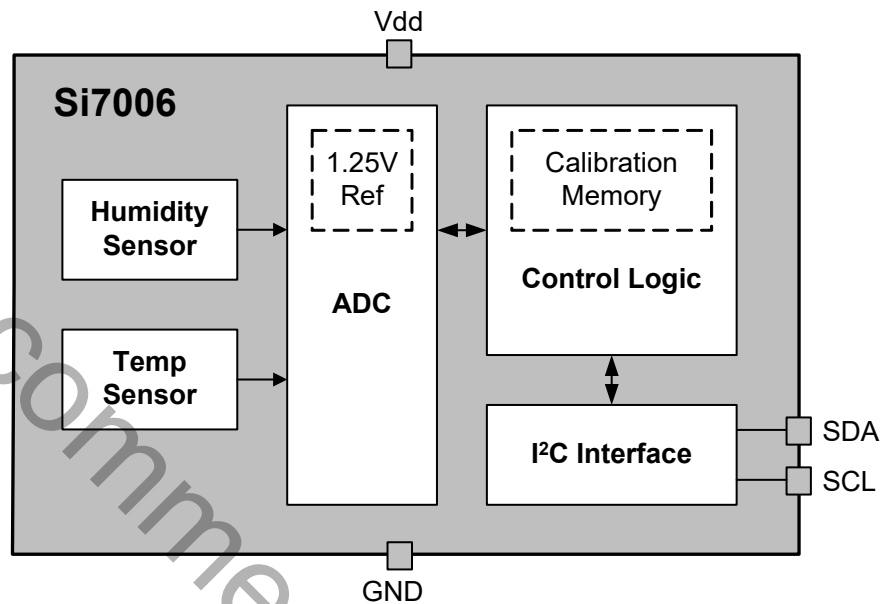 Vdd
Si7006
Humidity
Sensor
Temp
Sensor
1.25V
Ref
ADC
Calibration
Memory
Control Logic
I²C Interface
SDA
SCL
GND